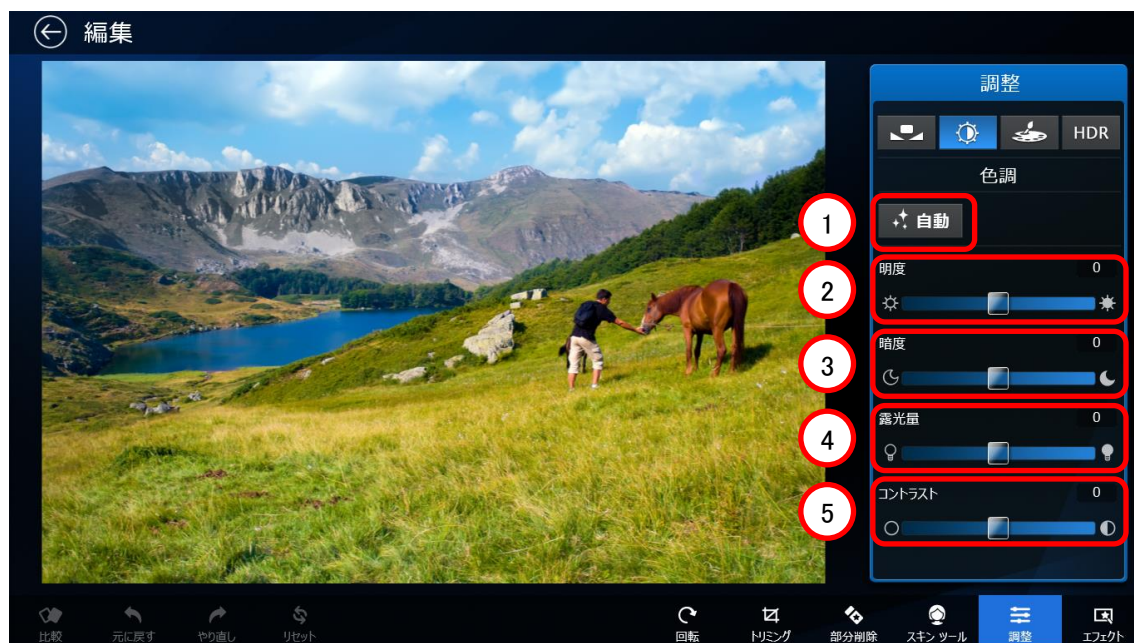 編集
調整
HDR
色調
1
自動
2
明度 0
3
暗度 0
4
露光量 0
5
コントラスト 0
比較 元に戻す やり直し リセット 回転 トリミング 部分削除 スキン ツール 調整 エフェクト